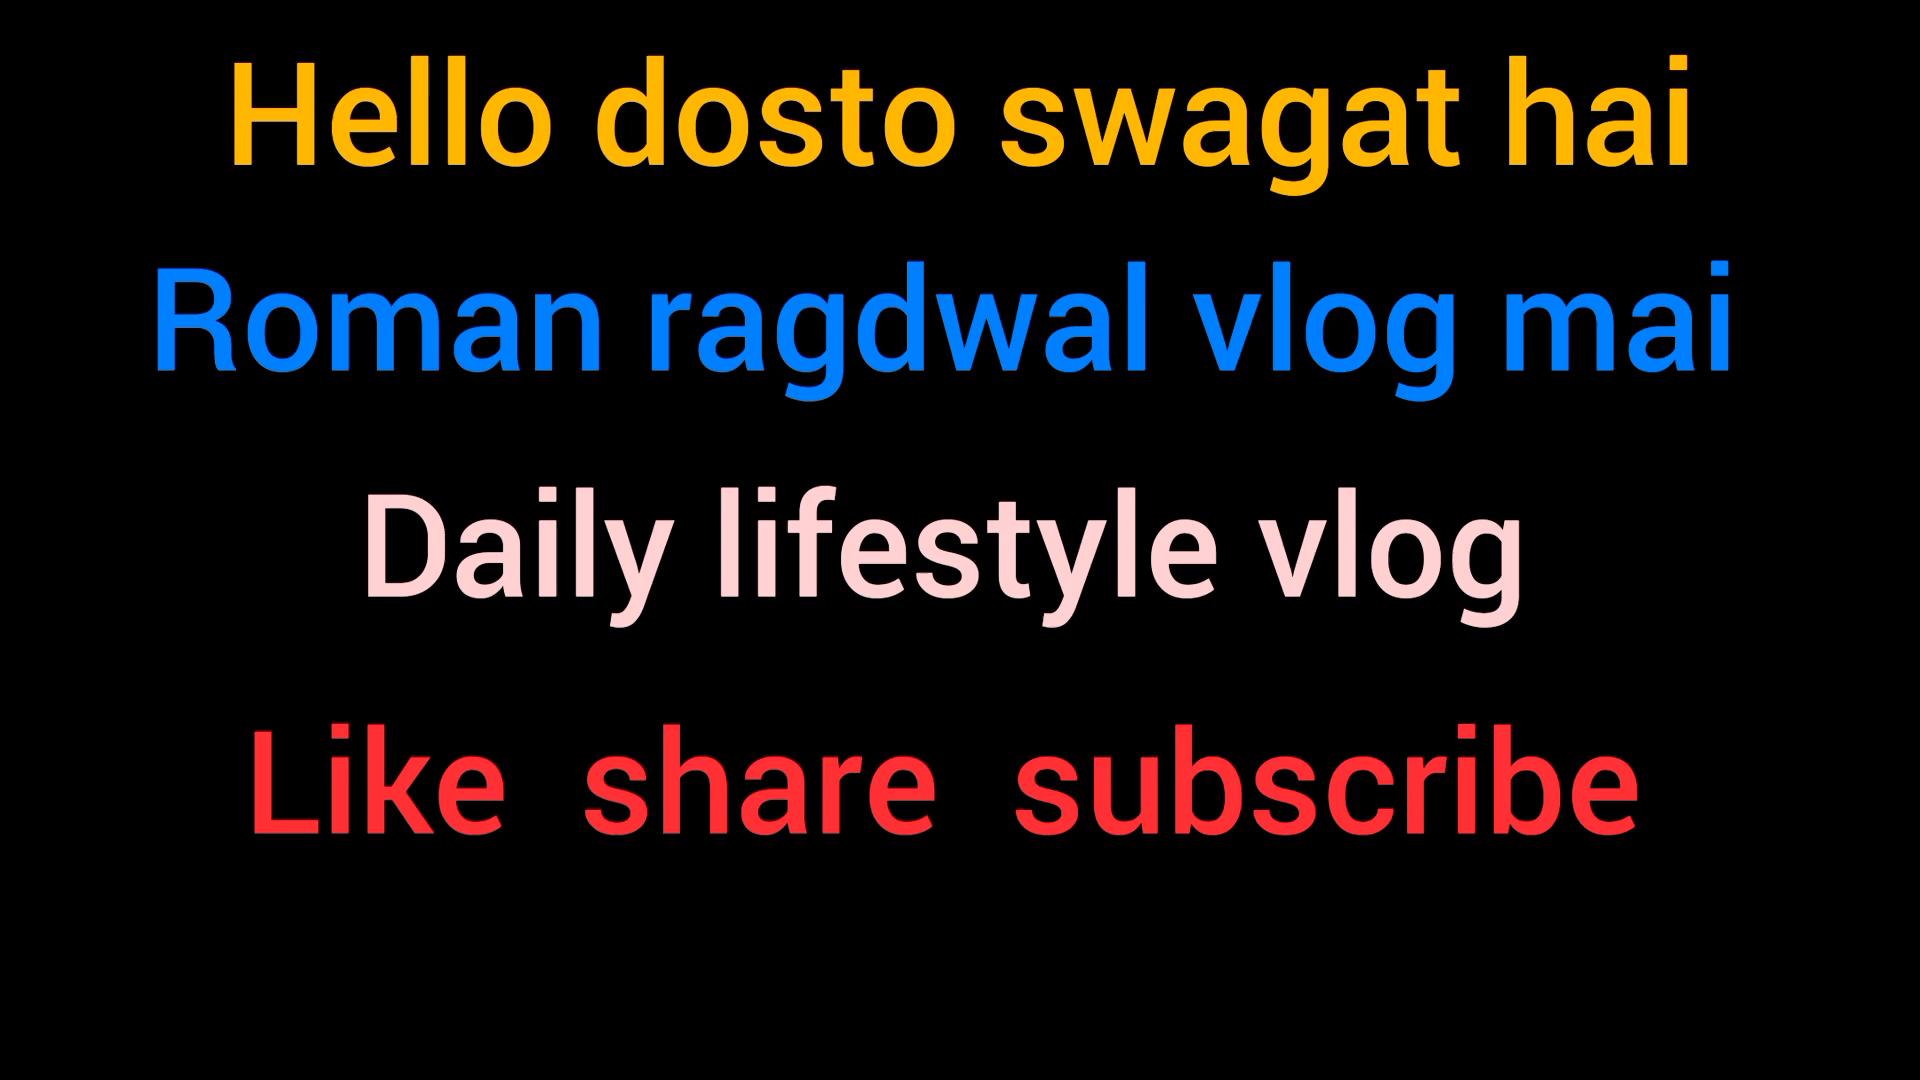 Hello dosto swagat hai
Roman ragdwal vlog mai
Daily lifestyle vlog
Like share subscribe